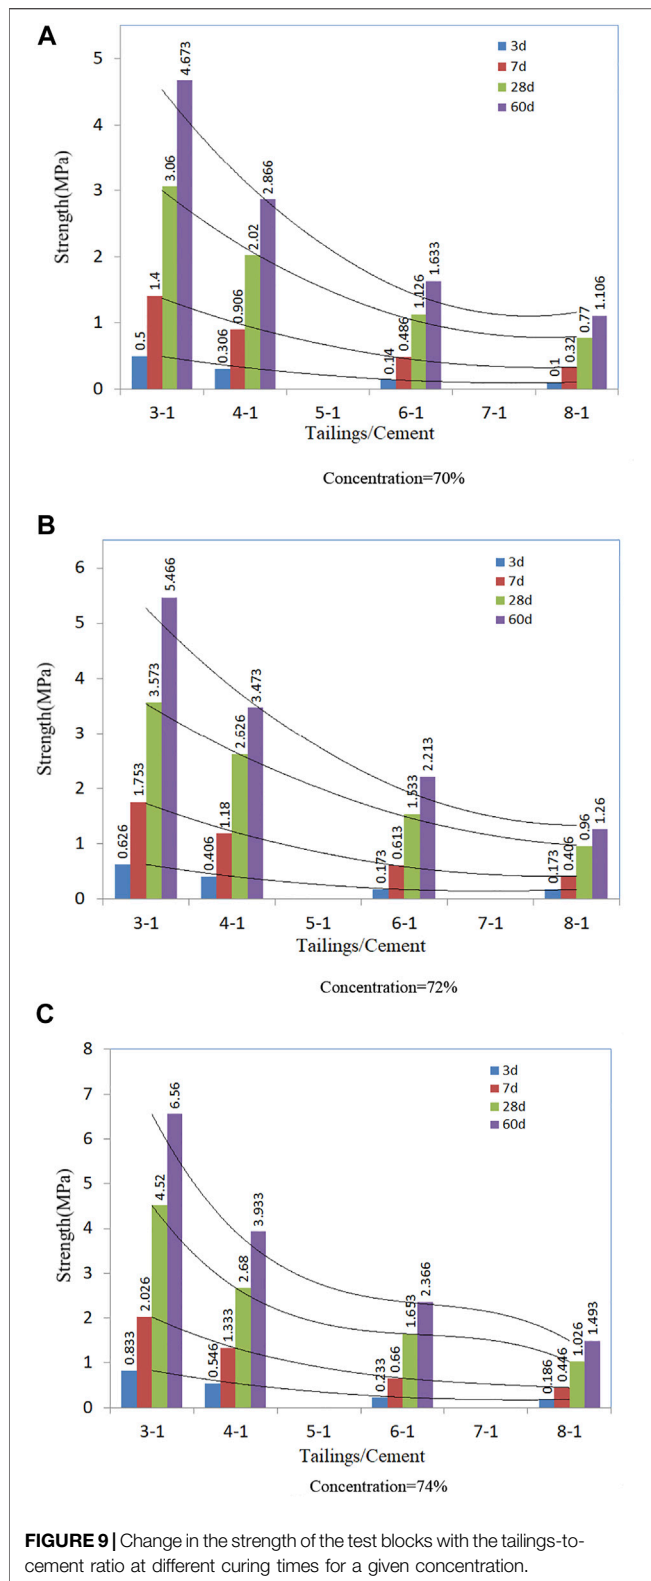 A
3d
7d
28d
60d
Strength(MPa)
5
4
3
2
1
0
0.5
1.4
3.06
4.673
0.306
0.906
2.02
2.866
0.14
0.486
1.126
1.633
0.1
0.32
0.77
1.106
3-1 4-1 5-1 6-1 7-1 8-1
Tailings/Cement
Concentration=70%
B
3d
7d
28d
60d
Strength(MPa)
6
5
4
3
2
1
0
0.626
1.753
3.573
5.466
0.406
1.18
2.626
3.473
0.173
0.613
1.533
2.213
0.173
0.406
0.96
1.26
3-1 4-1 5-1 6-1 7-1 8-1
Tailings/Cement
Concentration=72%
C
3d
7d
28d
60d
Strength(MPa)
8
7
6
5
4
3
2
1
0
0.833
2.026
4.52
6.56
0.546
1.333
2.68
3.933
0.233
0.66
1.653
2.366
0.186
0.446
1.026
1.493
3-1 4-1 5-1 6-1 7-1 8-1
Tailings/Cement
Concentration=74%
FIGURE 9 | Change in the strength of the test blocks with the tailings-to-
cement ratio at different curing times for a given concentration.